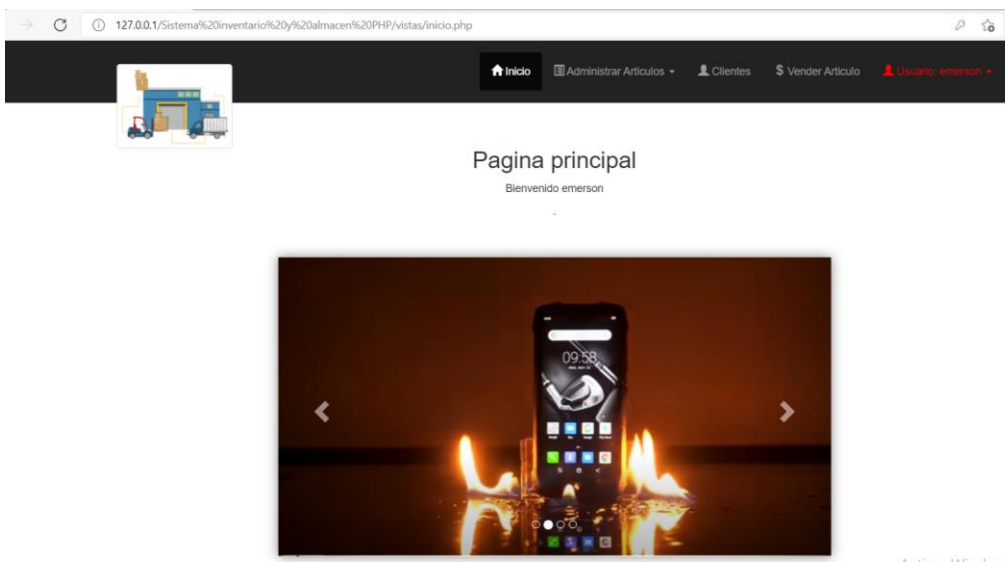 127.0.0.1/Sistema%20inventario%20y%20almacen%20PHP/vistas/inicio.php
Inicio
Administrar Articulos
Clientes
$ Vender Articulo
Usuario: emerson
Pagina principal
Bienvenido emerson
09:58